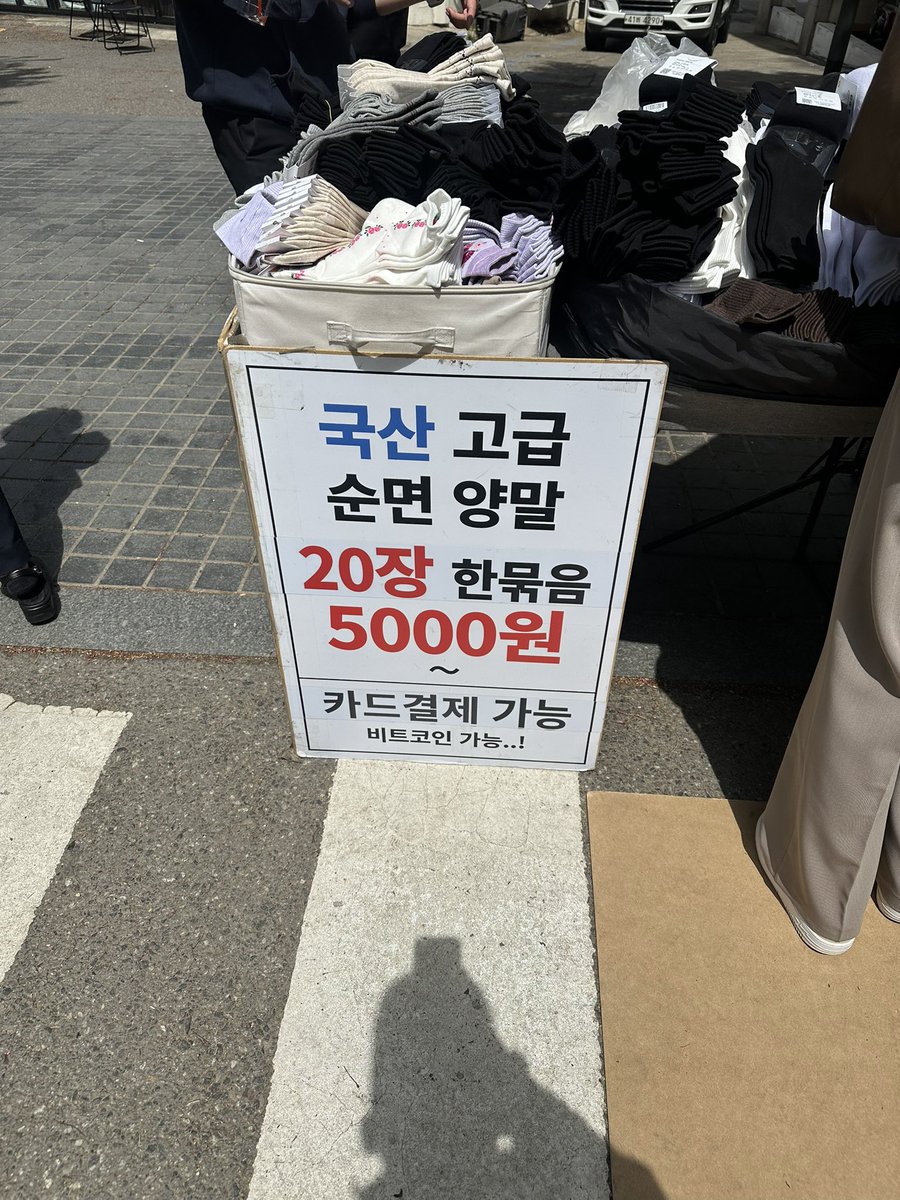 국산 고급
순면 양말
20장 한묶음
5000원
~
카드결제 가능
비트코인 가능..!